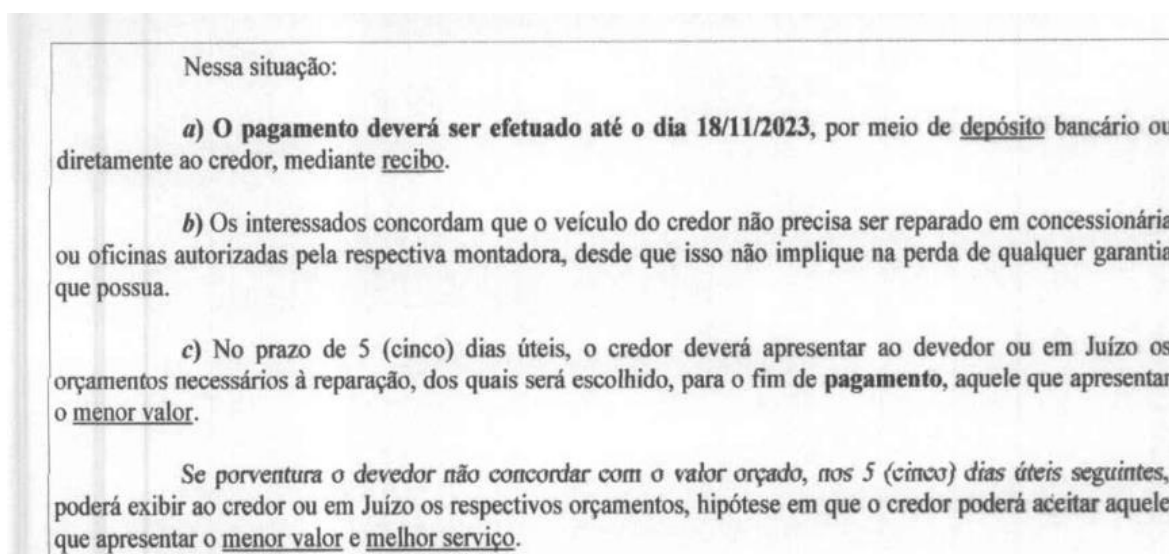 Nessa situação:
a) O pagamento deverá ser efetuado até o dia 18/11/2023, por meio de depósito bancário ou
diretamente ao credor, mediante recibo.
b) Os interessados concordam que o veículo do credor não precisa ser reparado em concessionária
ou oficinas autorizadas pela respectiva montadora, desde que isso não implique na perda de qualquer garantia
que possua.
c) No prazo de 5 (cinco) dias úteis, o credor deverá apresentar ao devedor ou em Juízo os
orçamentos necessários à reparação, dos quais será escolhido, para o fim de pagamento, aquele que apresentar
o menor valor.
Se porventura o devedor não concordar com o valor orçado, nos 5 (cinco) dias úteis seguintes,
poderá exibir ao credor ou em Juízo os respectivos orçamentos, hipótese em que o credor poderá aceitar aquele
que apresentar o menor valor e melhor serviço.